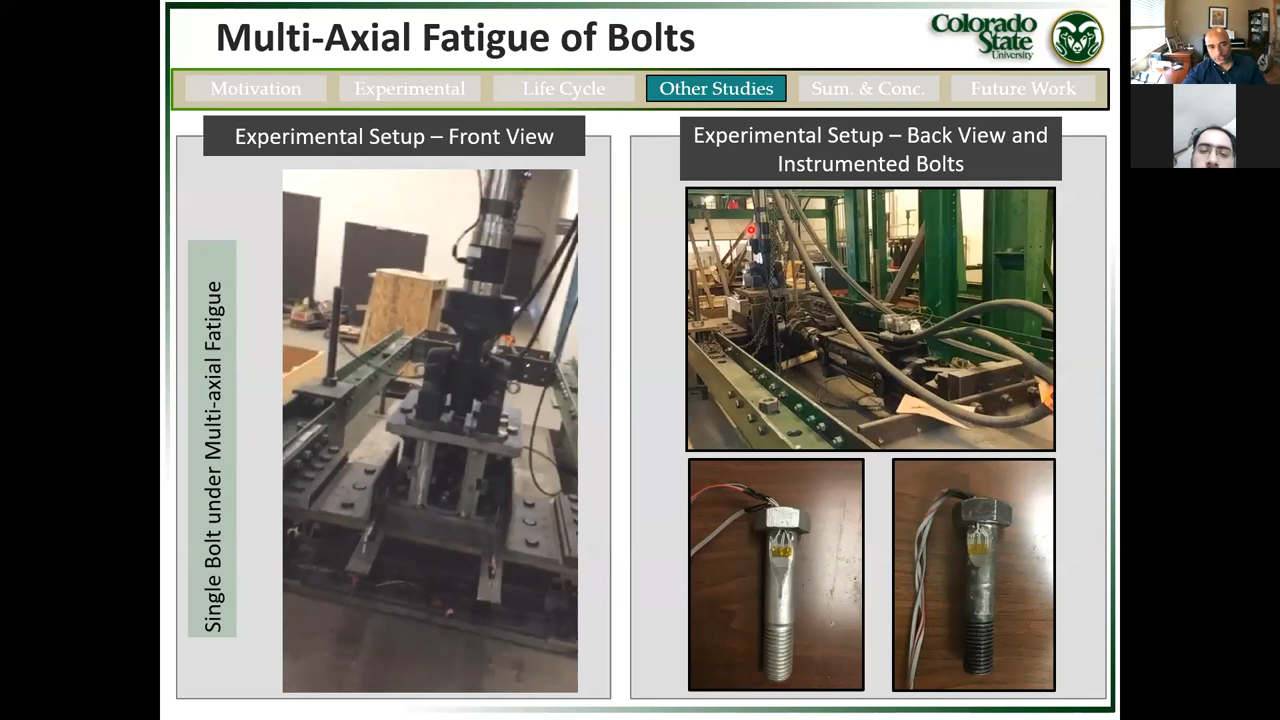 Multi-Axial Fatigue of Bolts
Colorado
State
University
Motivation
Experimental
Life Cycle
Other Studies
Sum. & Conc.
Future Work
Experimental Setup – Front View
Single Bolt under Multi-axial Fatigue
Experimental Setup – Back View and
Instrumented Bolts